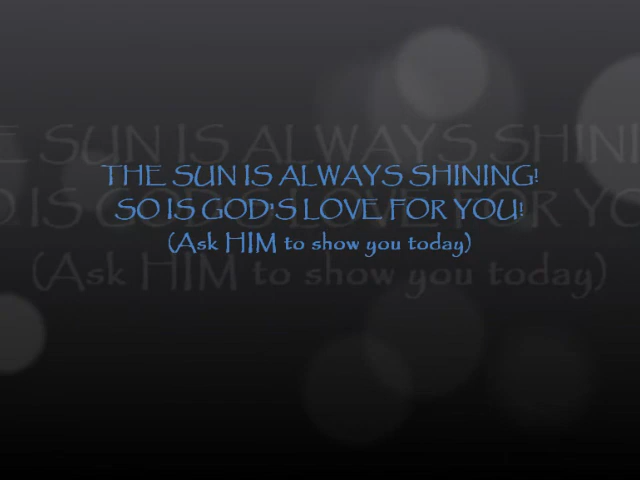 THE SUN IS ALWAYS SHINING!
SO IS GOD'S LOVE FOR YOU!
(Ask HIM to show you today)